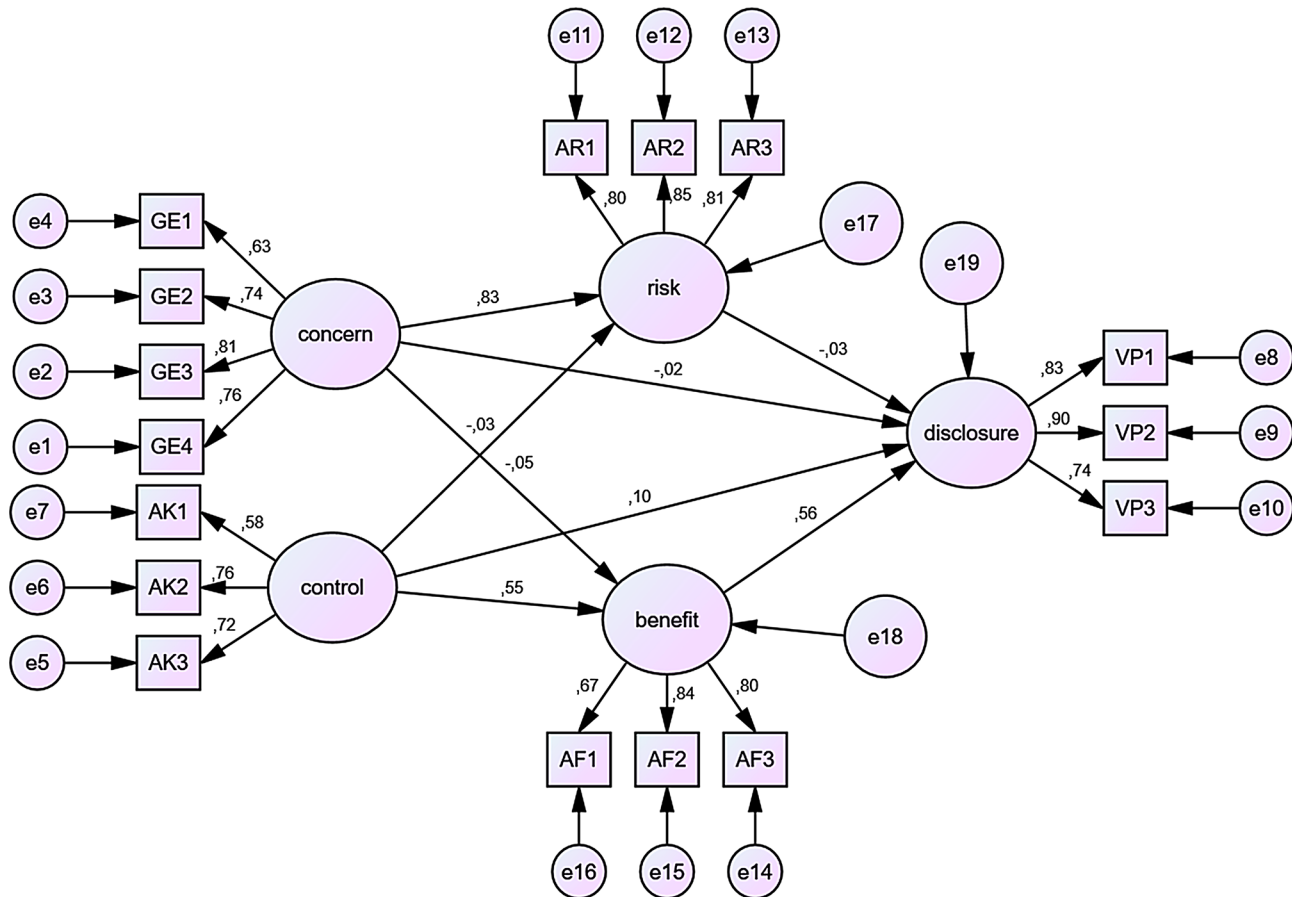 e11
e12
e13
AR1
AR2
AR3
,80
,85
,81
e4
GE1
,63
e3
GE2
,74
e2
GE3
,81
e1
GE4
,76
concern
,83
risk
e17
e19
-,02
-,03
-,03
-,05
disclosure
,83
VP1
e8
,90
VP2
e9
,74
VP3
e10
e7
AK1
,58
e6
AK2
,76
e5
AK3
,72
control
,10
,55
,56
benefit
e18
,67
,84
,80
AF1
AF2
AF3
e16
e15
e14